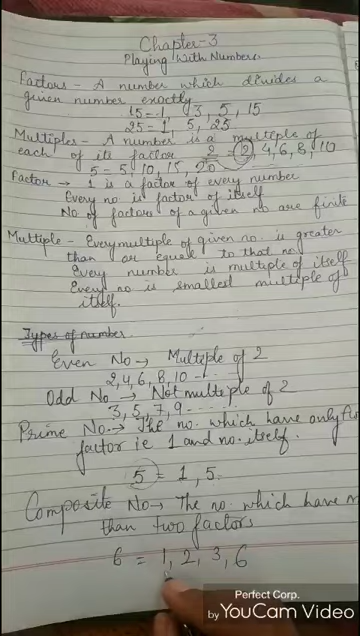 Chapter-3
Playing With Numbers.
Factors - A number which divides a
given number exactly
15 = 1, 3, 5, 15
25 = 1, 5, 25
Multiples - A number is a multiple of
each of its factor 2 = 2, 4, 6, 8, 10
5 = 5, 10, 15, 20
Factor → 1 is a factor of every number
Every no is factor of itself
No of factors of a given no are finite
Multiple - Every multiple of given no. is greater
than or equal to that no.
Every number is multiple of itself
Every no is smalled multiple of
itself.
Types of number
Even No → Multiple of 2
2, 4, 6, 8, 10 ----
Odd No → Not multiple of 2
3, 5, 7, 9 ------
Prime No. → The no. which have only
factor ie 1 and no. itself.
5 = 1, 5.
Composite No → The no. which have
than two factors
6 = 1, 2, 3, 6
Perfect Corp.
by YouCam Video